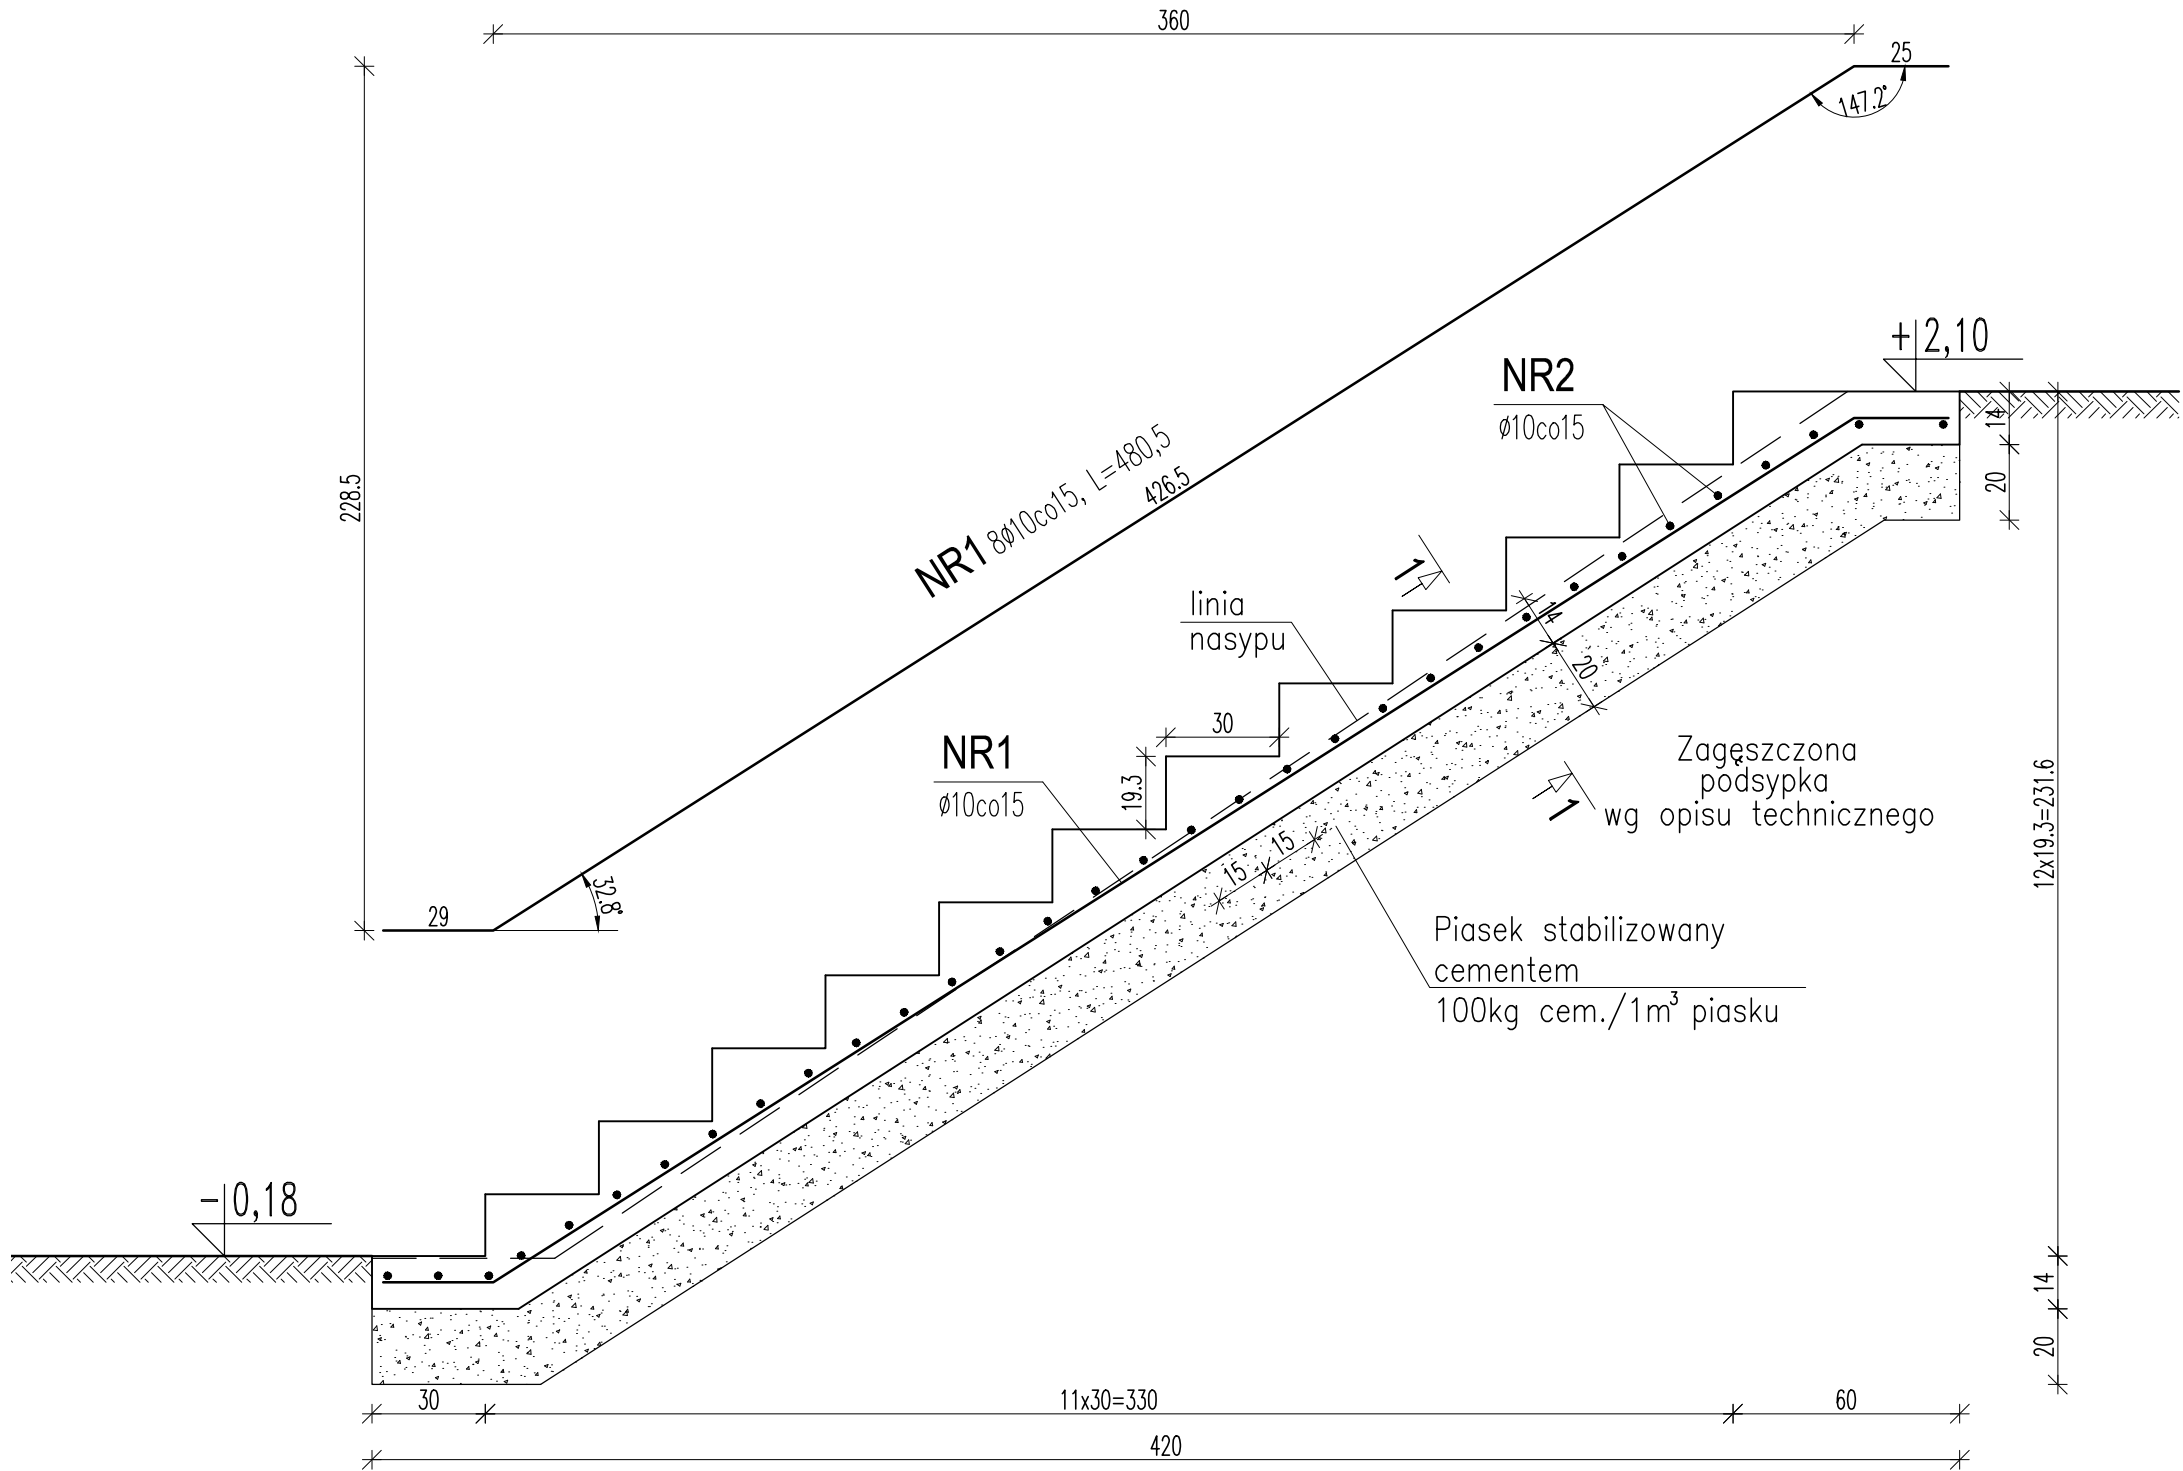 360
25
147.2°
228.5
NR1 8ø10co15, L=480,5
426.5
29
32.8°
+2,10
NR2
ø10co15
14
20
1
linia
nasypu
14
20
30
19.3
NR1
ø10co15
Zagęszczona
podsypka
wg opisu technicznego
1
15
15
12x19.3=231.6
Piasek stabilizowany
cementem
100kg cem./1m³ piasku
-0,18
14
20
30
11x30=330
60
420